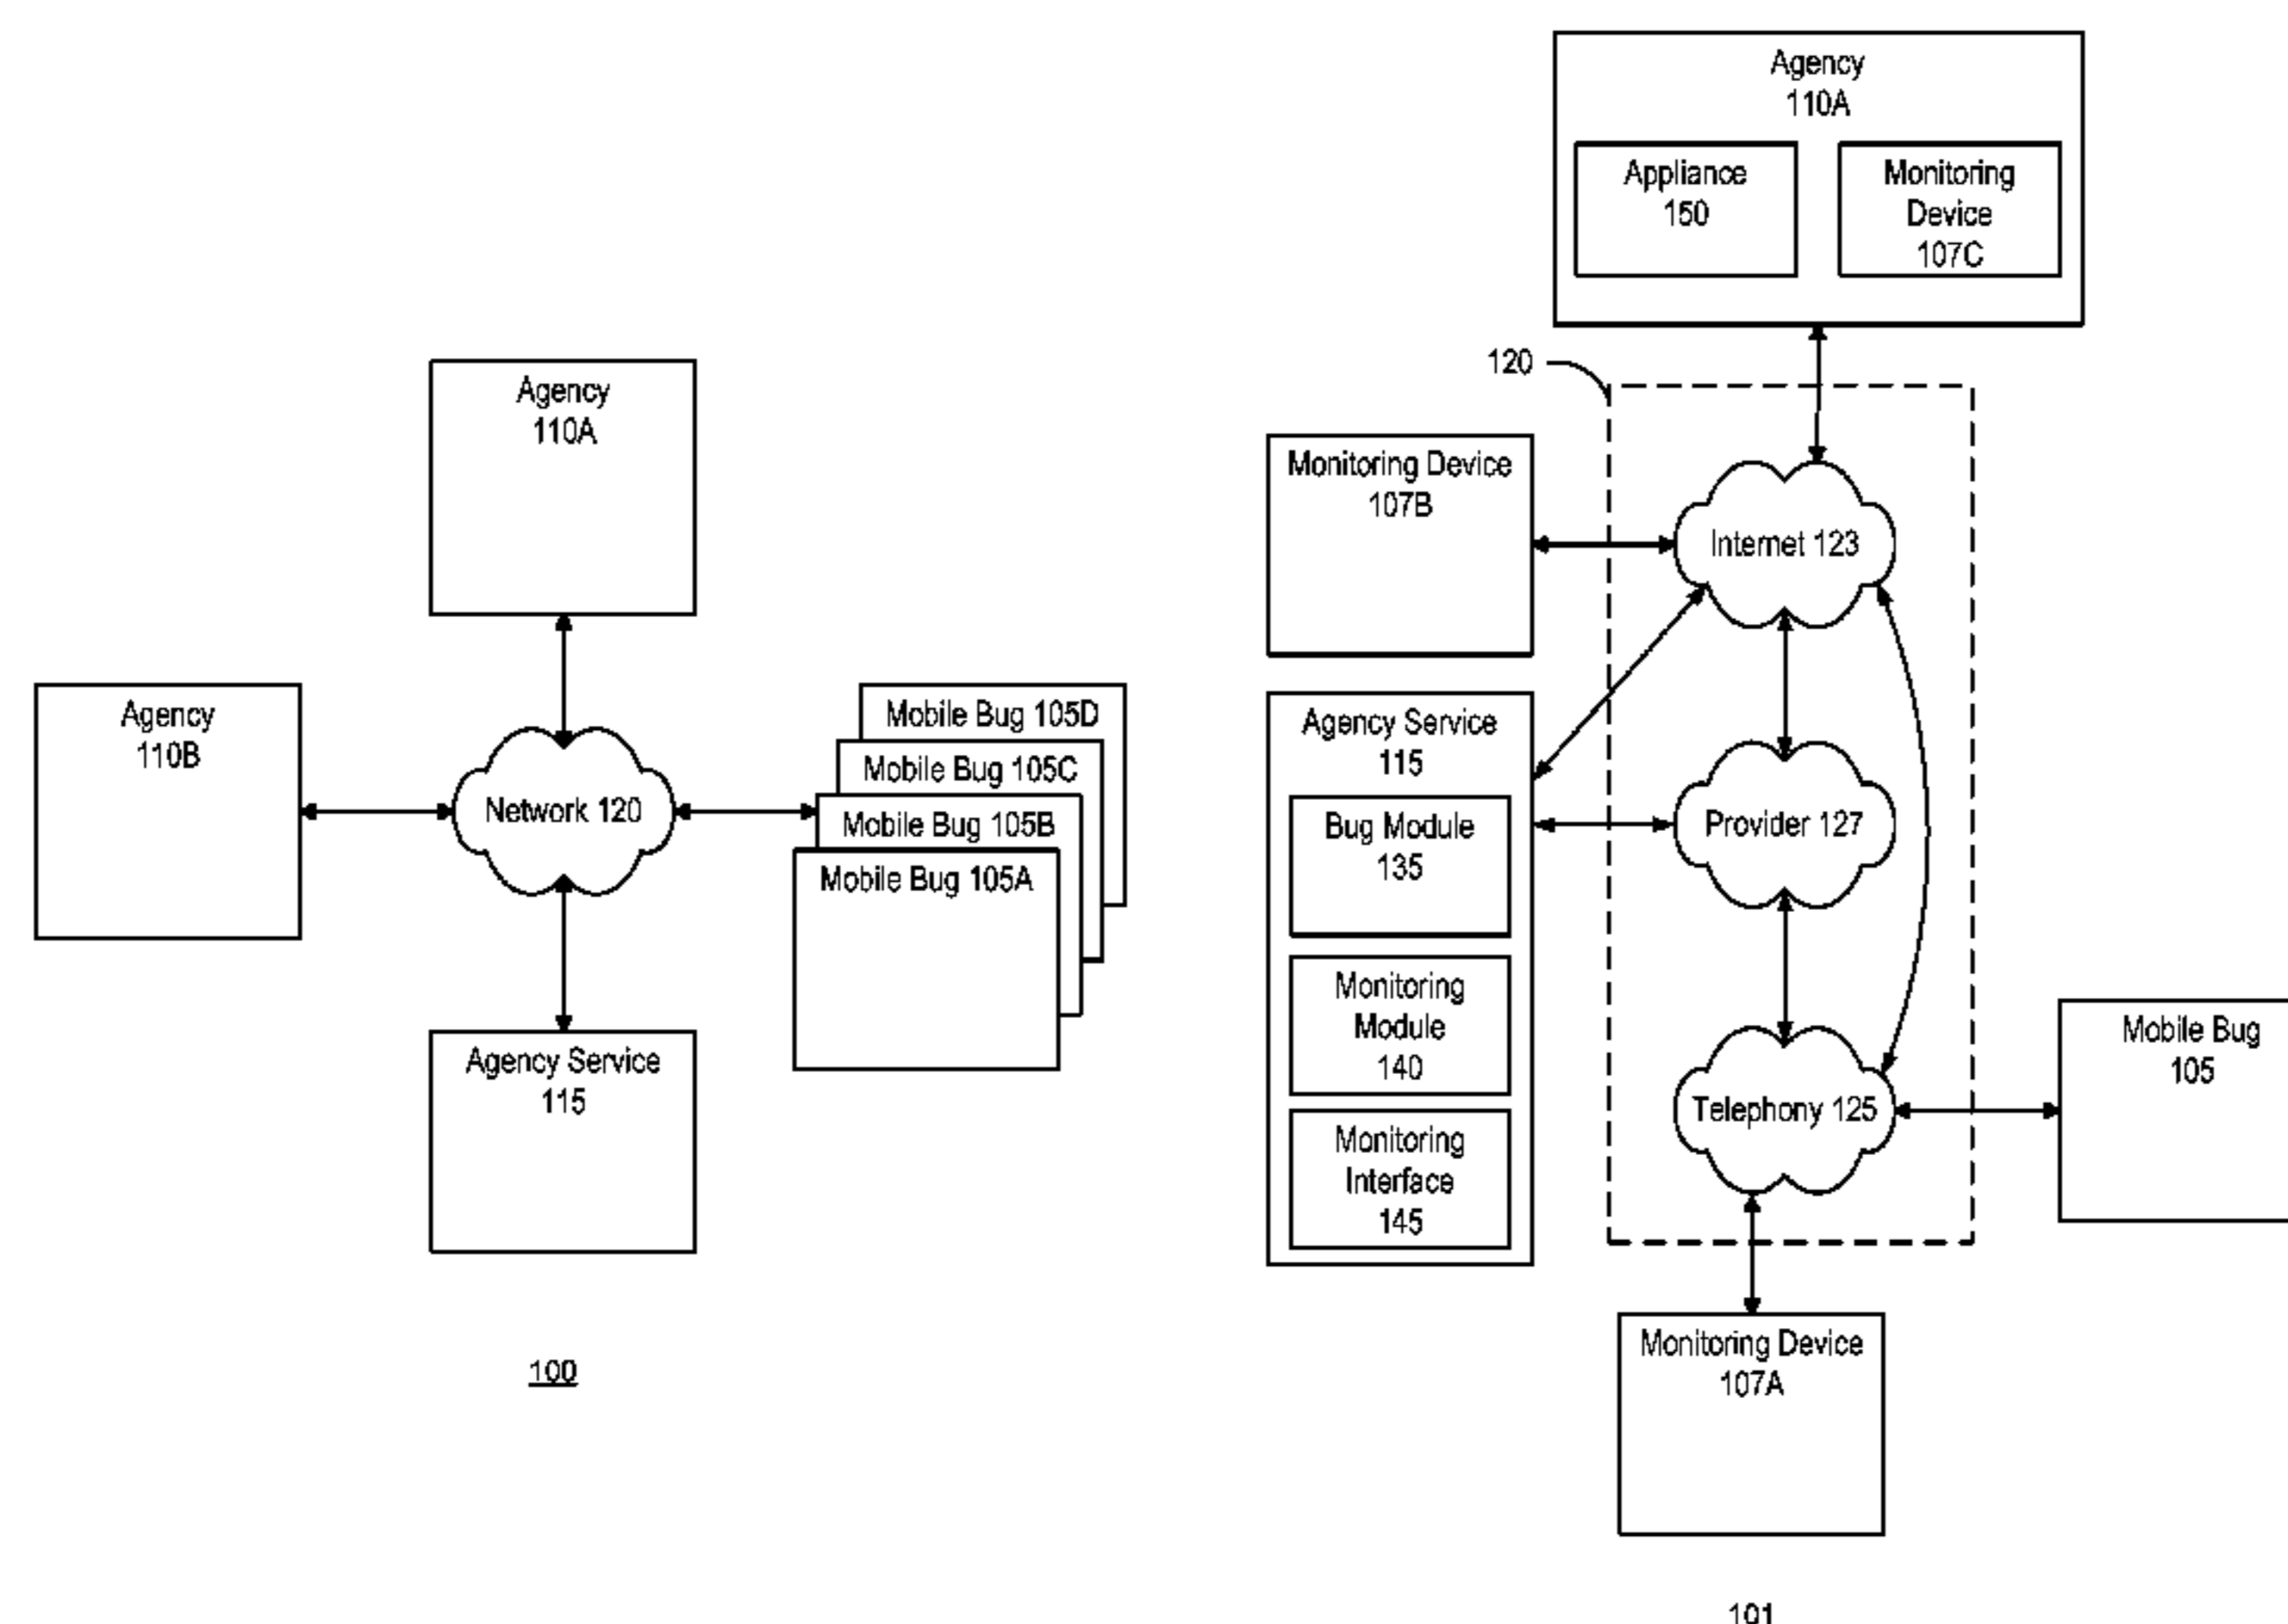 Agency
110A
Agency
110B
Network 120
Mobile Bug 105D
Mobile Bug 105C
Mobile Bug 105B
Mobile Bug 105A
Agency Service
115
100
Agency
110A
Appliance
150
Monitoring
Device
107C
120
Monitoring Device
107B
Internet 123
Agency Service
115
Bug Module
135
Provider 127
Monitoring
Module
140
Mobile Bug
105
Telephony 125
Monitoring
Interface
145
Monitoring Device
107A
101